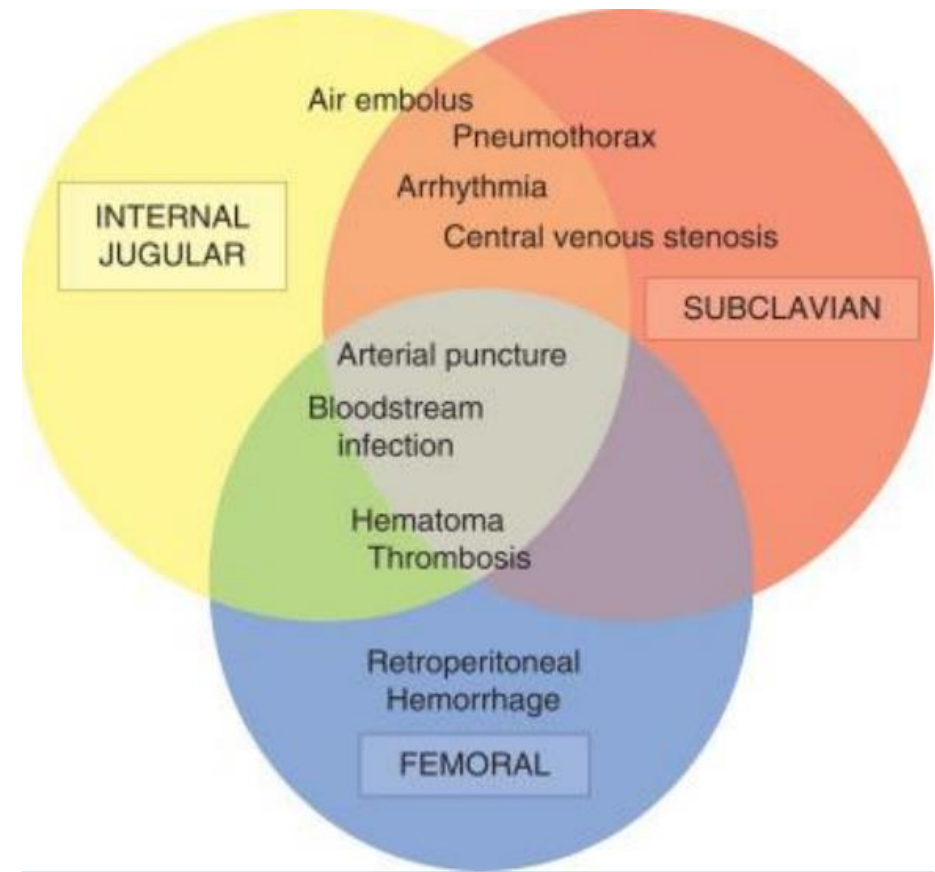 Air embolus
Pneumothorax
Arrhythmia
INTERNAL
JUGULAR
Central venous stenosis
SUBCLAVIAN
Arterial puncture
Bloodstream
infection
Hematoma
Thrombosis
Retroperitoneal
Hemorrhage
FEMORAL